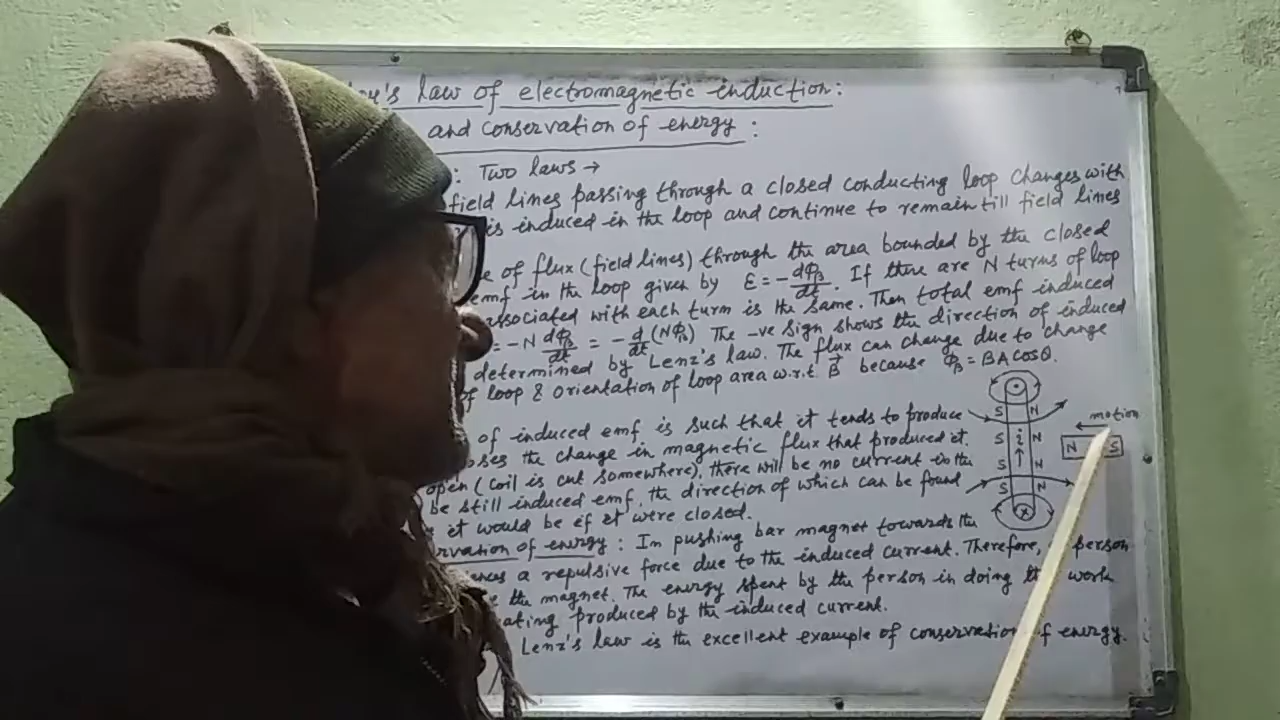 law of electromagnetic induction:
and conservation of energy:
: Two laws →
field lines passing through a closed conducting loop changes with
is induced in the loop and continue to remain till field lines
of flux (field lines) through the area bounded by the closed
emf in the loop given by ε = -dΦB/dt. If there are N turns of loop
associated with each turn is the same. Then total emf induced
= -N dΦB/dt = -d/dt (NΦB) The -ve sign shows the direction of induced
determined by Lenz's law. The flux can change due to change
of loop & orientation of loop area w.r.t. B⃗ because ΦB = BA cosθ.
of induced emf is such that it tends to produce
the change in magnetic flux that produced it.
open (coil is cut somewhere), there will be no current in the
be still induced emf, the direction of which can be found
it would be if it were closed.
of energy: In pushing bar magnet towards the
a repulsive force due to the induced current. Therefore, person
the magnet. The energy spent by the person in doing work
produced by the induced current.
Lenz's law is the excellent example of conservation of energy.
S N
motion
S i N
N S
S N
S N